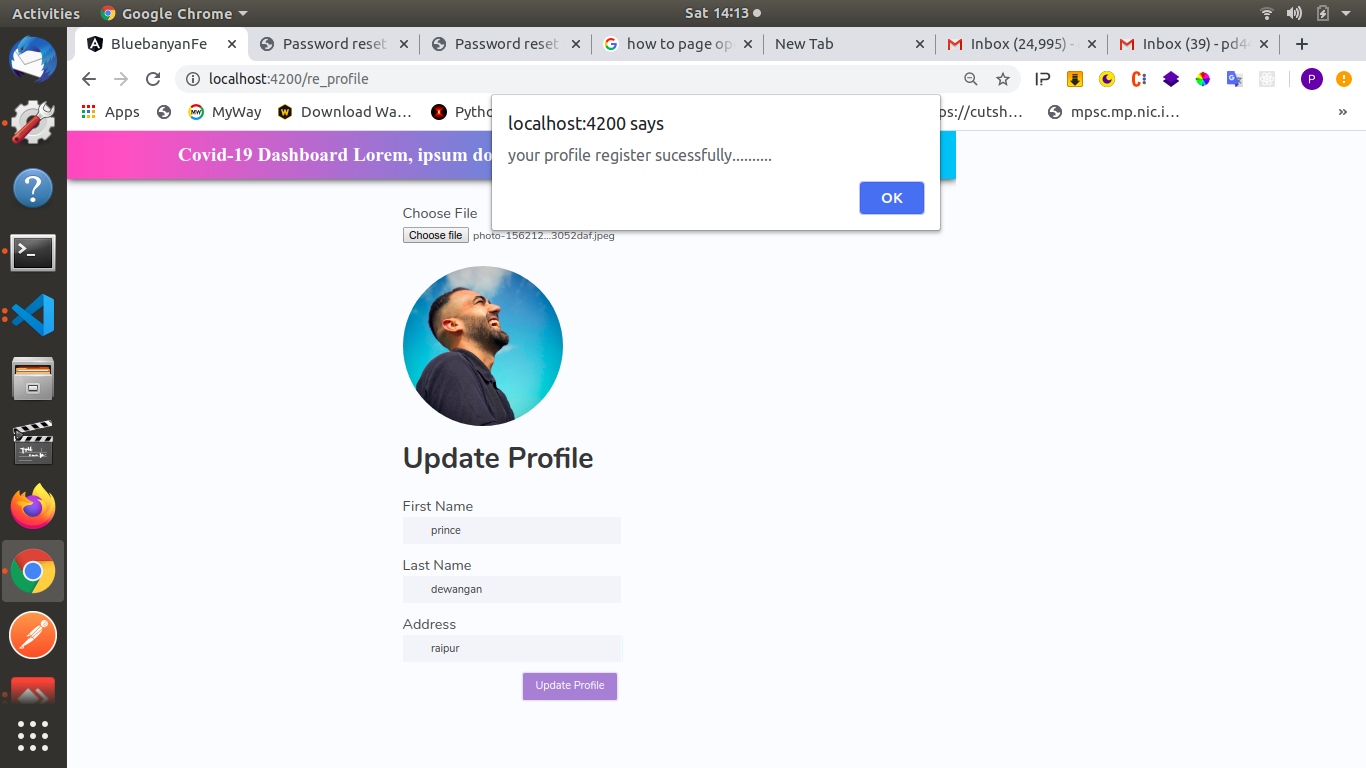 Activities Google Chrome Sat 14:13
BluebanyanFe Password reset Password reset how to page op New Tab Inbox (24,995) - Inbox (39) - pd4
localhost:4200/re_profile P
Apps MyWay Download Wa… ps://cutsh… mpsc.mp.nic.i… »
localhost:4200 says
your profile register sucessfully..........
OK
Covid-19 Dashboard Lorem, ipsum do
Choose File
Choose file photo-156212...3052daf.jpeg
Update Profile
First Name
prince
Last Name
dewangan
Address
raipur
Update Profile